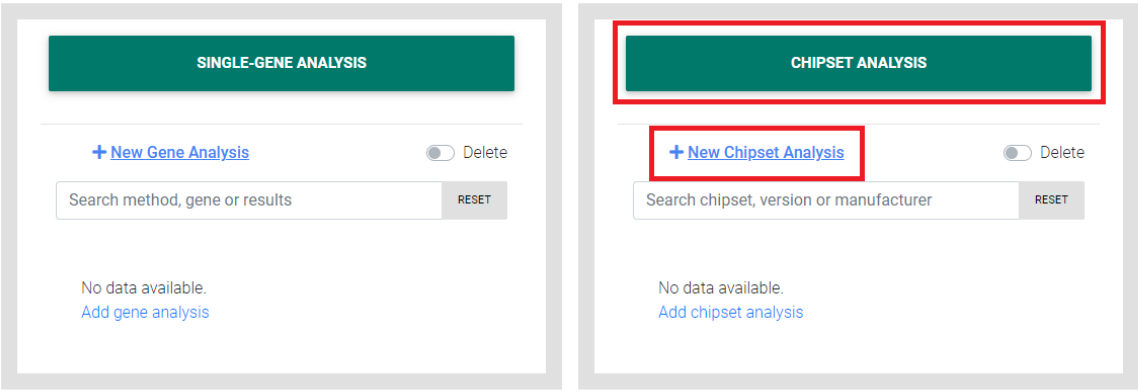 SINGLE-GENE ANALYSIS
+ New Gene Analysis
Delete
Search method, gene or results
RESET
No data available.
Add gene analysis
CHIPSET ANALYSIS
+ New Chipset Analysis
Delete
Search chipset, version or manufacturer
RESET
No data available.
Add chipset analysis